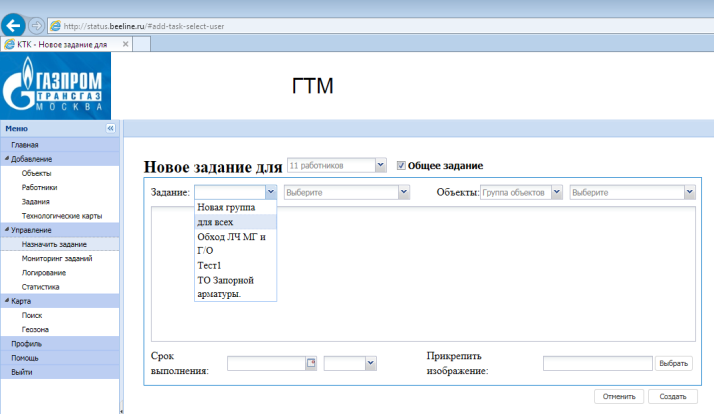 http://status.beeline.ru/#add-task-select-user
КТК - Новое задание для
ГАЗПРОМ
ТРАНСГАЗ
МОСКВА
ГТМ
Меню
Главная
Добавление
Объекты
Работники
Задания
Технологические карты
Управление
Назначить задание
Мониторинг заданий
Логирование
Статистика
Карта
Поиск
Геозона
Профиль
Помощь
Выйти
Новое задание для 11 работников Общее задание
Задание: Выберите Объекты: Группа объектов Выберите
Новая группа
для всех
Обход ЛЧ МГ и
Г/О
Тест1
ТО Запорной
арматуры.
Срок
выполнения:
Прикрепить
изображение:
Выбрать
Отменить Создать